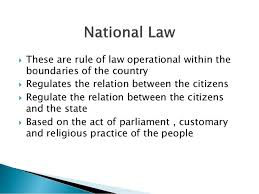 National Law
These are rule of law operational within the
boundaries of the country
Regulates the relation between the citizens
Regulate the relation between the citizens
and the state
Based on the act of parliament , customary
and religious practice of the people